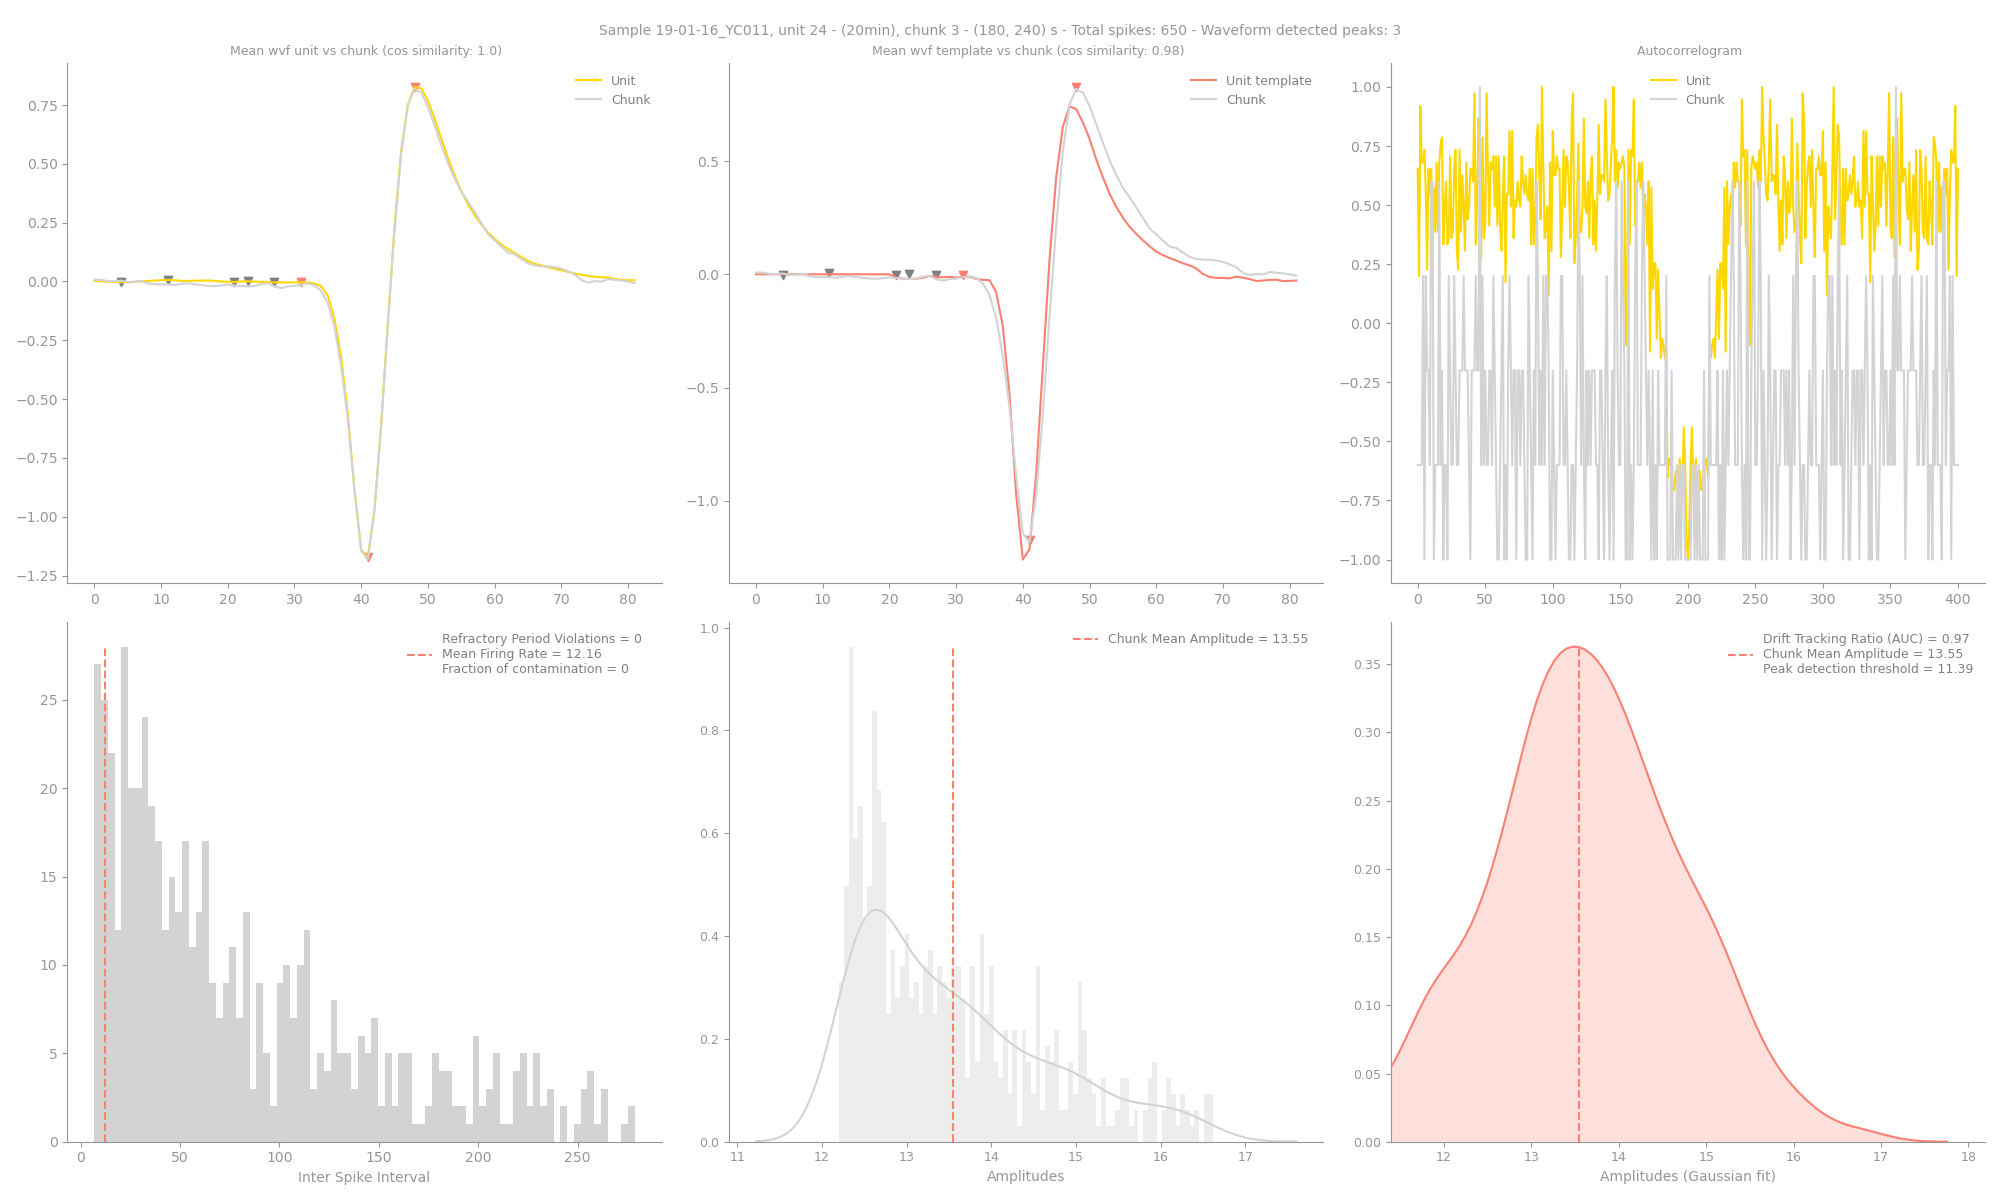 Sample 19-01-16_YC011, unit 24 - (20min), chunk 3 - (180, 240) s - Total spikes: 650 - Waveform detected peaks: 3
Mean wvf unit vs chunk (cos similarity: 1.0)
Unit
Chunk
0.75
0.50
0.25
0.00
−0.25
−0.50
−0.75
−1.00
−1.25
0 10 20 30 40 50 60 70 80
Mean wvf template vs chunk (cos similarity: 0.98)
Unit template
Chunk
0.5
0.0
−0.5
−1.0
0 10 20 30 40 50 60 70 80
Autocorrelogram
Unit
Chunk
1.00
0.75
0.50
0.25
0.00
−0.25
−0.50
−0.75
−1.00
0 50 100 150 200 250 300 350 400
Refractory Period Violations = 0
Mean Firing Rate = 12.16
Fraction of contamination = 0
25
20
15
10
5
0
0 50 100 150 200 250
Inter Spike Interval
Chunk Mean Amplitude = 13.55
1.0
0.8
0.6
0.4
0.2
0.0
11 12 13 14 15 16 17
Amplitudes
Drift Tracking Ratio (AUC) = 0.97
Chunk Mean Amplitude = 13.55
Peak detection threshold = 11.39
0.35
0.30
0.25
0.20
0.15
0.10
0.05
0.00
12 13 14 15 16 17 18
Amplitudes (Gaussian fit)